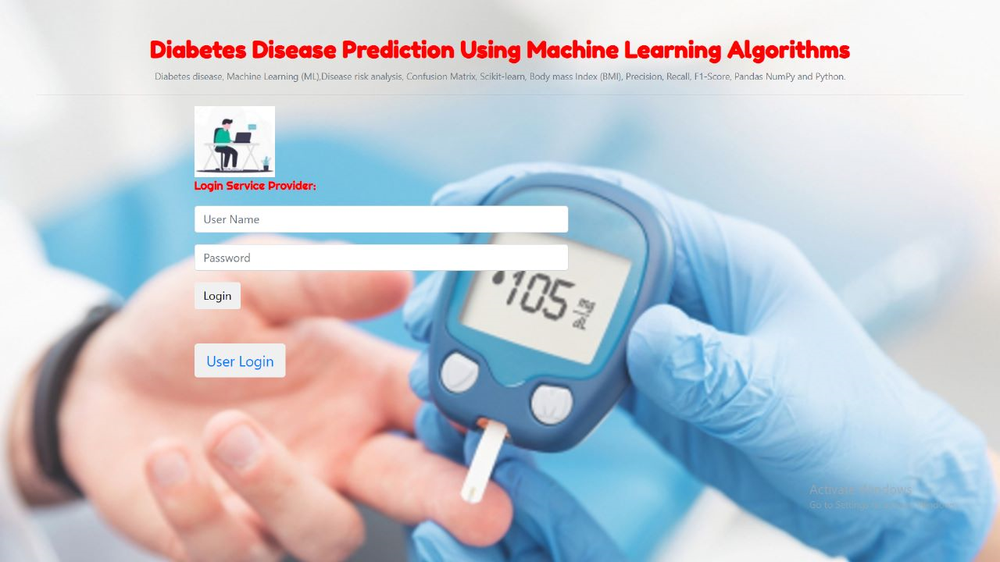 Diabetes Disease Prediction Using Machine Learning Algorithms
Diabetes disease, Machine Learning (ML),Disease risk analysis, Confusion Matrix, Scikit-learn, Body mass Index (BMI), Precision, Recall, F1-Score, Pandas NumPy and Python.
Login Service Provider:
User Name
Password
105
Login
User Login
Activate Windows
Go to Settings to activate Windows.